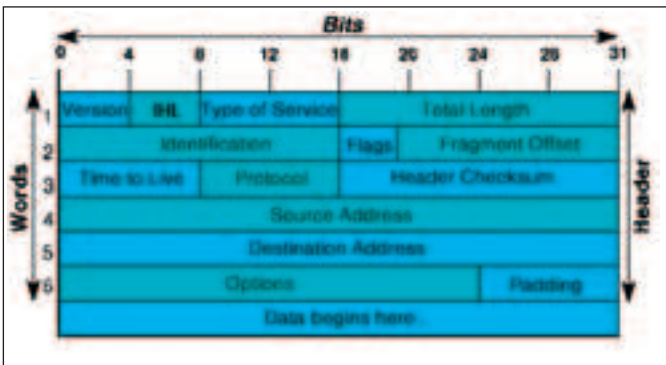 Bits
0 4 8 12 16 20 24 28 31
Words
Header
1 Version IHL Type of Service Total Length
2 Identification Flags Fragment Offset
3 Time to Live Protocol Header Checksum
4 Source Address
5 Destination Address
6 Options Padding
Data begins here